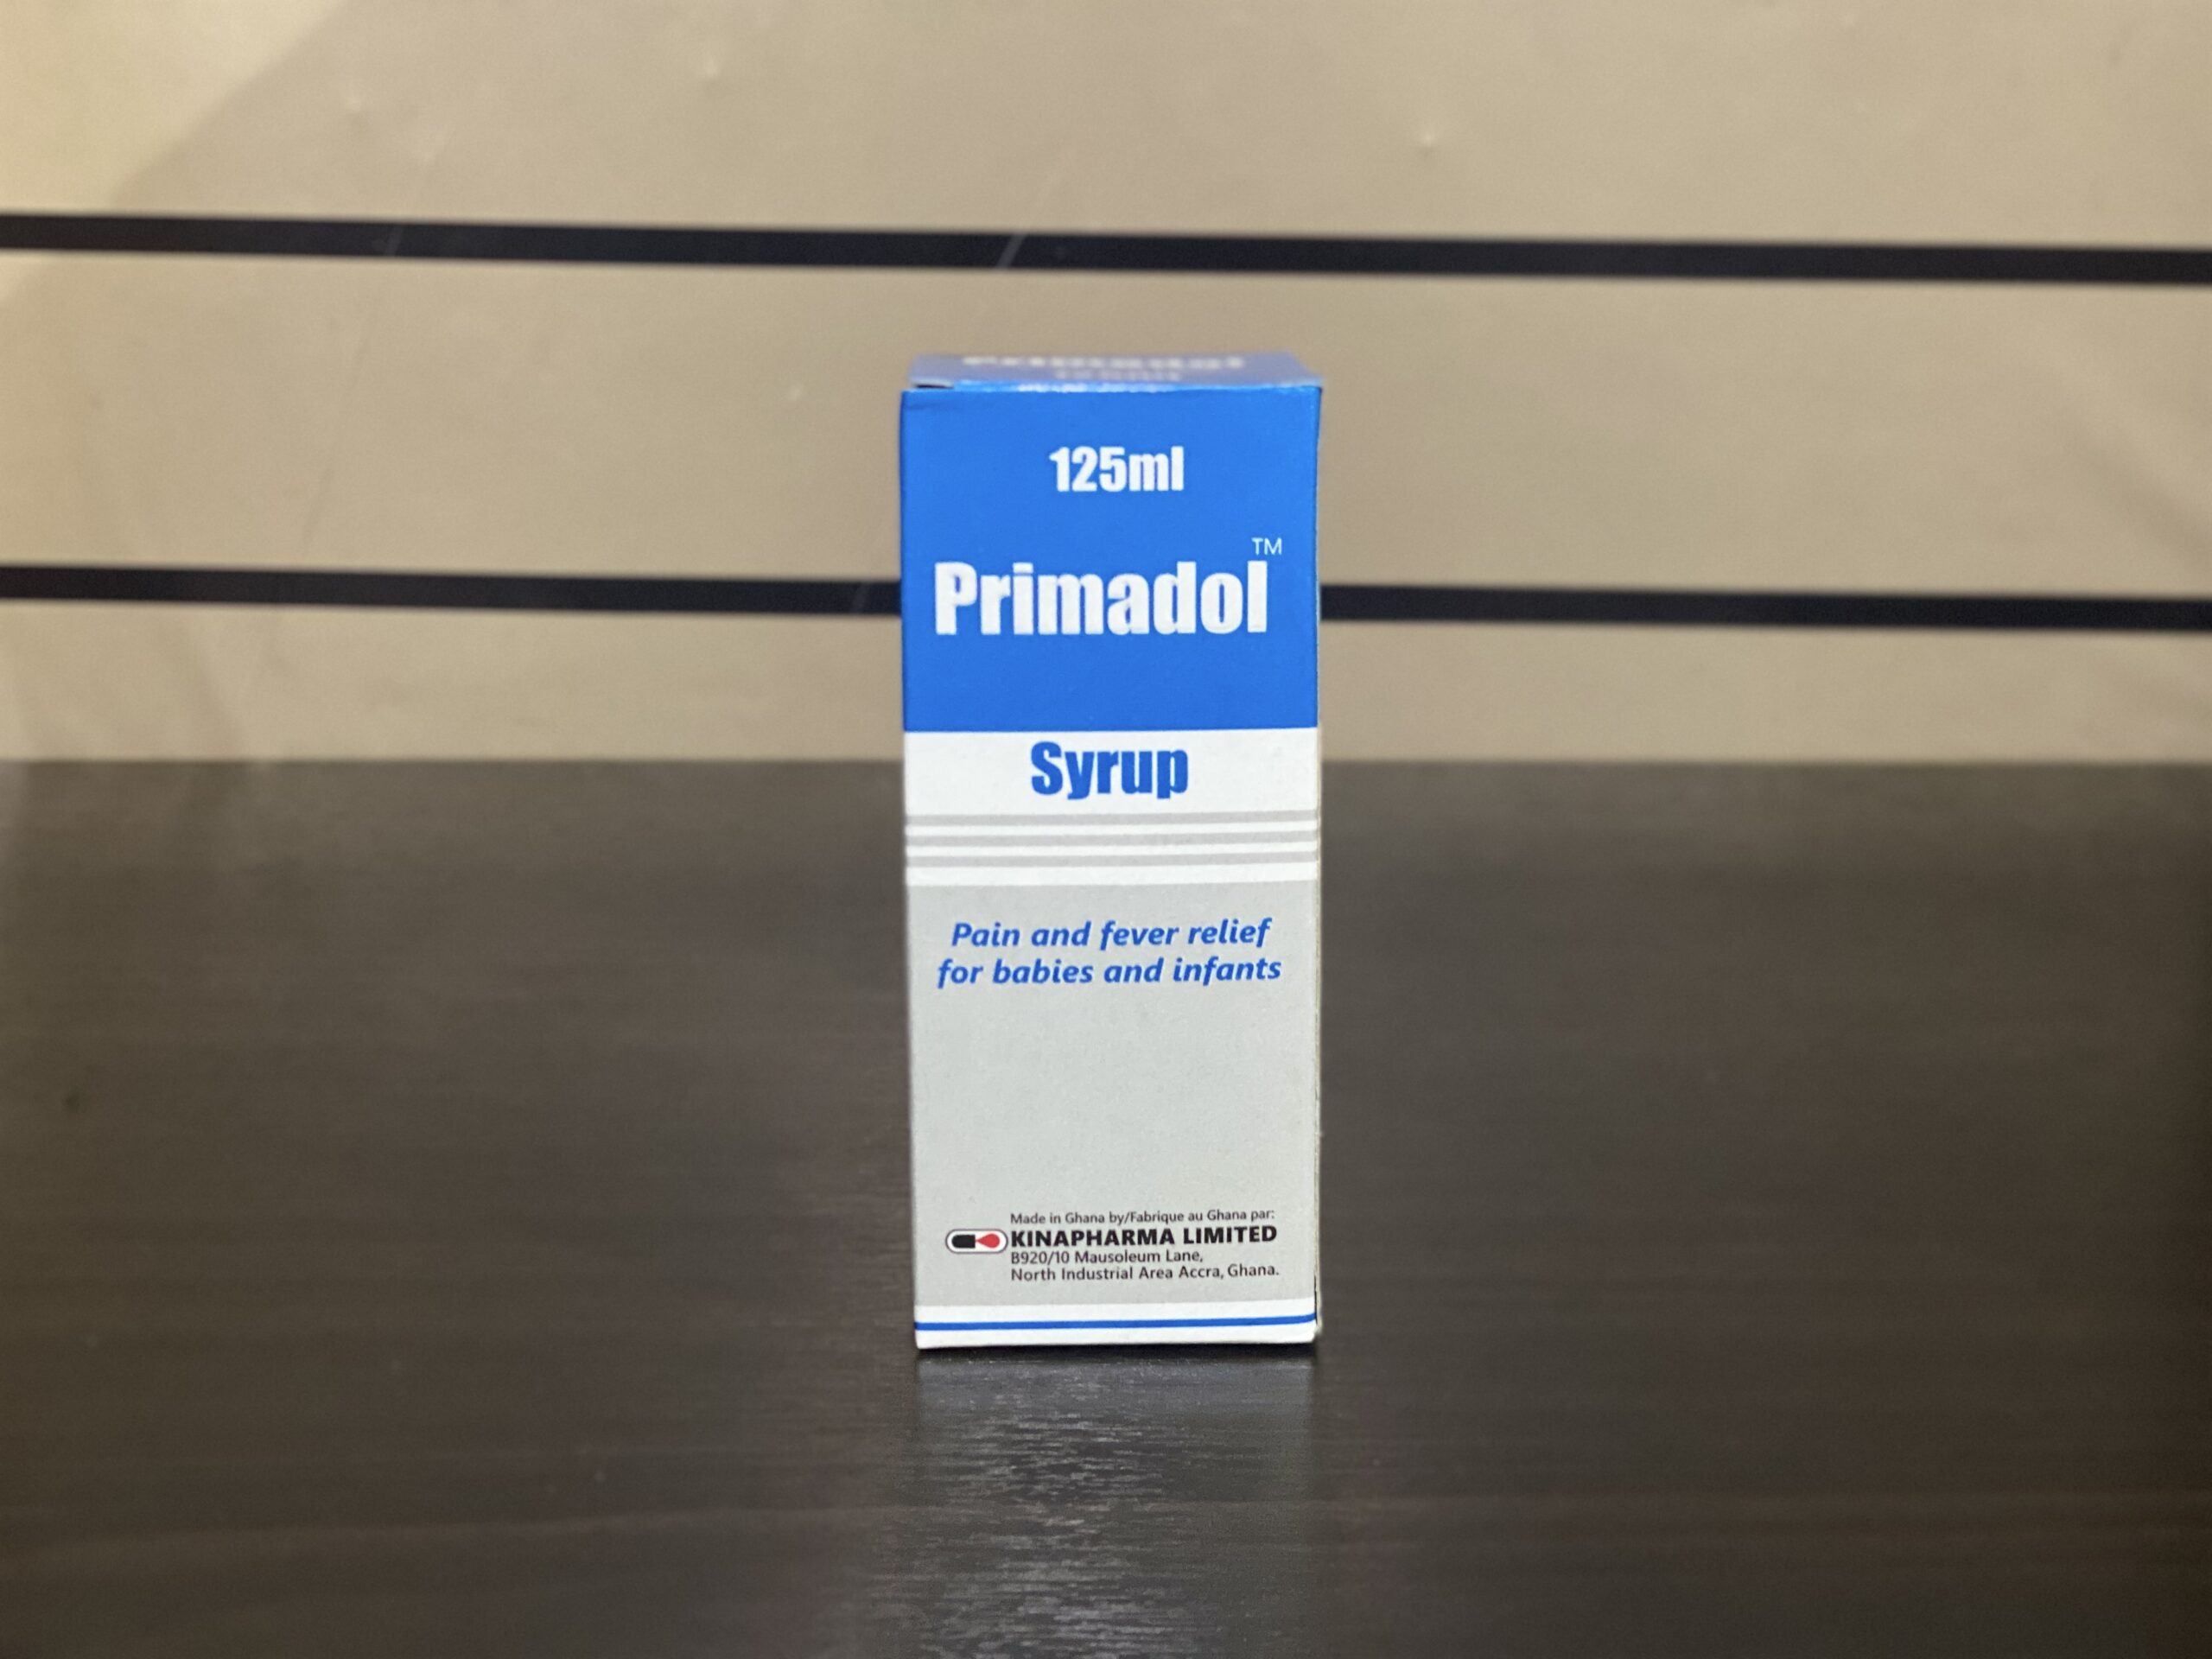 125ml
Primadol™
Syrup
Pain and fever relief
for babies and infants
Made in Ghana by/Fabrique au Ghana par:
KINAPHARMA LIMITED
B920/10 Mausoleum Lane,
North Industrial Area Accra, Ghana.